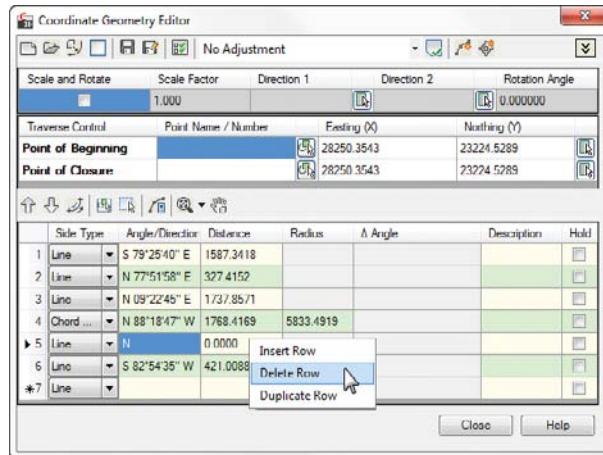 Coordinate Geometry Editor
No Adjustment
Scale and Rotate Scale Factor Direction 1 Direction 2 Rotation Angle
1.000 0.000000
Traverse Control Point Name / Number Easting (X) Northing (Y)
Point of Beginning 28250.3543 23224.5289
Point of Closure 28250.3543 23224.5289
Side Type Angle/Direction Distance Radius Δ Angle Description Hold
1 Line S 79°25'40" E 1587.3418
2 Line N 77°51'58" E 327.4152
3 Line N 09°22'45" E 1737.8571
4 Chord ... N 88°18'47" W 1768.4169 5833.4919
5 Line N 0.0000
6 Line S 82°54'35" W 421.0088
*7 Line
Insert Row
Delete Row
Duplicate Row
Close Help